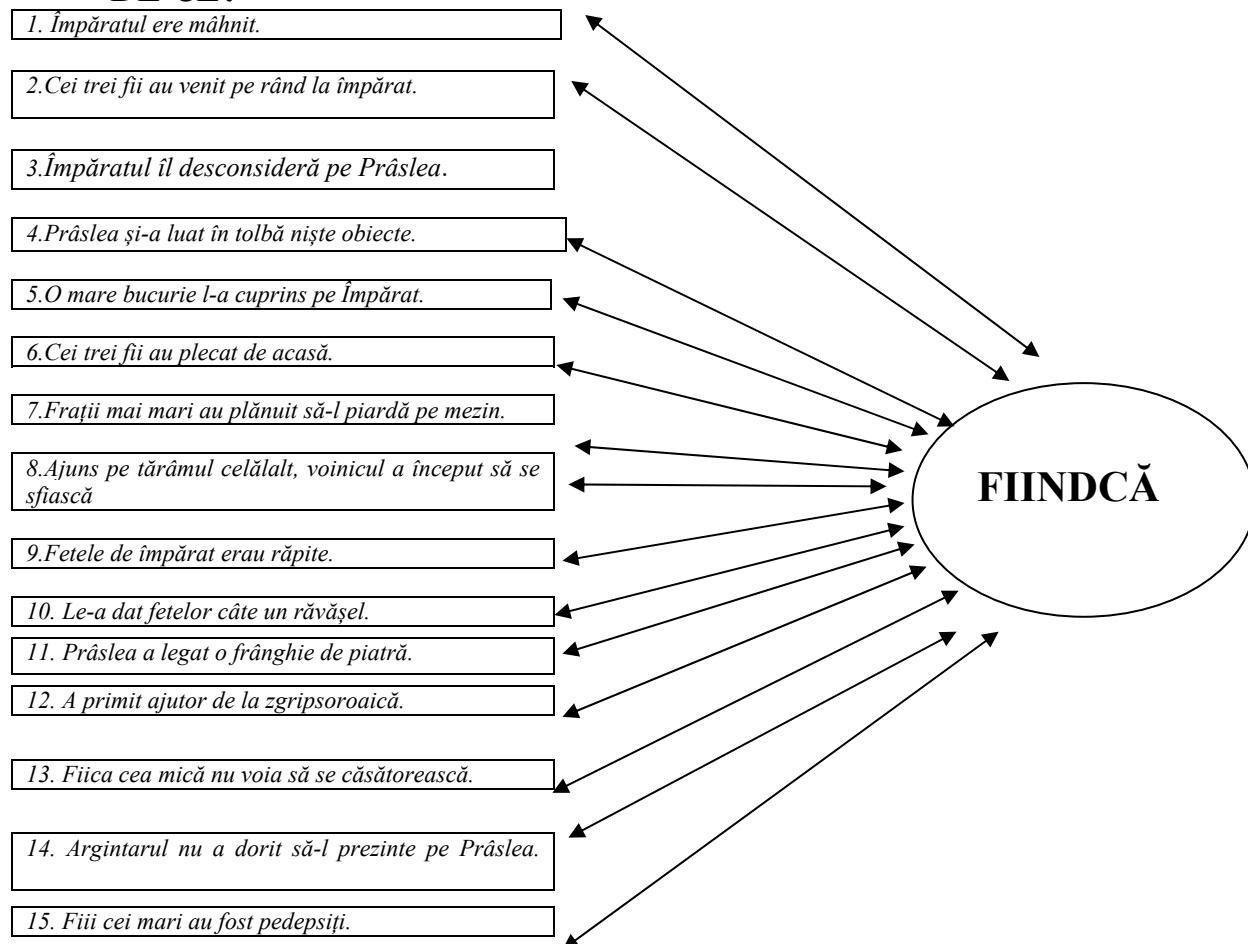 1. Împăratul ere mâhnit.
2.Cei trei fii au venit pe rând la împărat.
3.Împăratul îl desconsideră pe Prâslea.
4.Prâslea și-a luat în tolbă niște obiecte.
5.O mare bucurie l-a cuprins pe Împărat.
6.Cei trei fii au plecat de acasă.
7.Frații mai mari au plănuit să-l piardă pe mezin.
8.Ajuns pe tărâmul celălalt, voinicul a început să se
sfiască
9.Fetele de împărat erau răpite.
10. Le-a dat fetelor câte un răvășel.
11. Prâslea a legat o frânghie de piatră.
12. A primit ajutor de la zgripsoroaică.
13. Fiica cea mică nu voia să se căsătorească.
14. Argintarul nu a dorit să-l prezinte pe Prâslea.
15. Fiii cei mari au fost pedepsiți.
FIINDCĂ